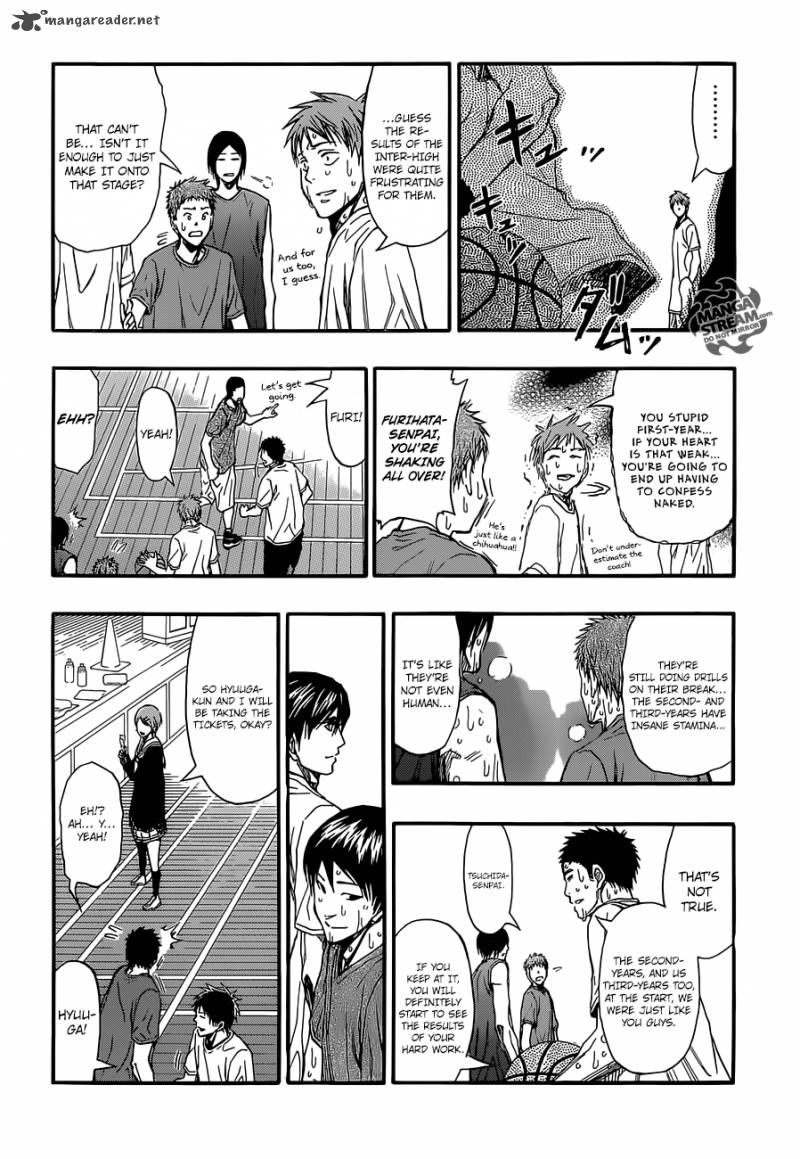 mangareader.net
........
キュッ
キュッ
ダムッ
MANGA
STREAM.com
DO NOT MIRROR
...GUESS
THE RE-
SULTS OF THE
INTER-HIGH
WERE QUITE
FRUSTRATING
FOR THEM.
And for
us too,
I guess.
THAT CAN'T
BE... ISN'T IT
ENOUGH TO JUST
MAKE IT ONTO
THAT STAGE?
YOU STUPID
FIRST-YEAR...
IF YOUR HEART
IS THAT WEAK...
YOU'RE GOING TO
END UP HAVING
TO CONFESS
NAKED.
Don't under-
estimate the
coach!
FURIHATA-
SENPAI,
YOU'RE
SHAKING
ALL OVER!
He's
just like a
chihuahua!!
FURI!
Let's get
going.
YEAH!
EHH?
THEY'RE
STILL DOING DRILLS
ON THEIR BREAK...
THE SECOND- AND
THIRD-YEARS HAVE
INSANE STAMINA...
IT'S LIKE
THEY'RE
NOT EVEN
HUMAN...
THAT'S
NOT
TRUE.
THE SECOND-
YEARS, AND US
THIRD-YEARS TOO,
AT THE START, WE
WERE JUST LIKE
YOU GUYS.
TSUCHIDA-
SENPAI.
IF YOU
KEEP AT IT,
YOU WILL
DEFINITELY
START TO SEE
THE RESULTS
OF YOUR
HARD WORK.
SO HYUUGA-
KUN AND I WILL
BE TAKING THE
TICKETS, OKAY?
EH!?
AH... Y...
YEAH!
HYUU-
GA!